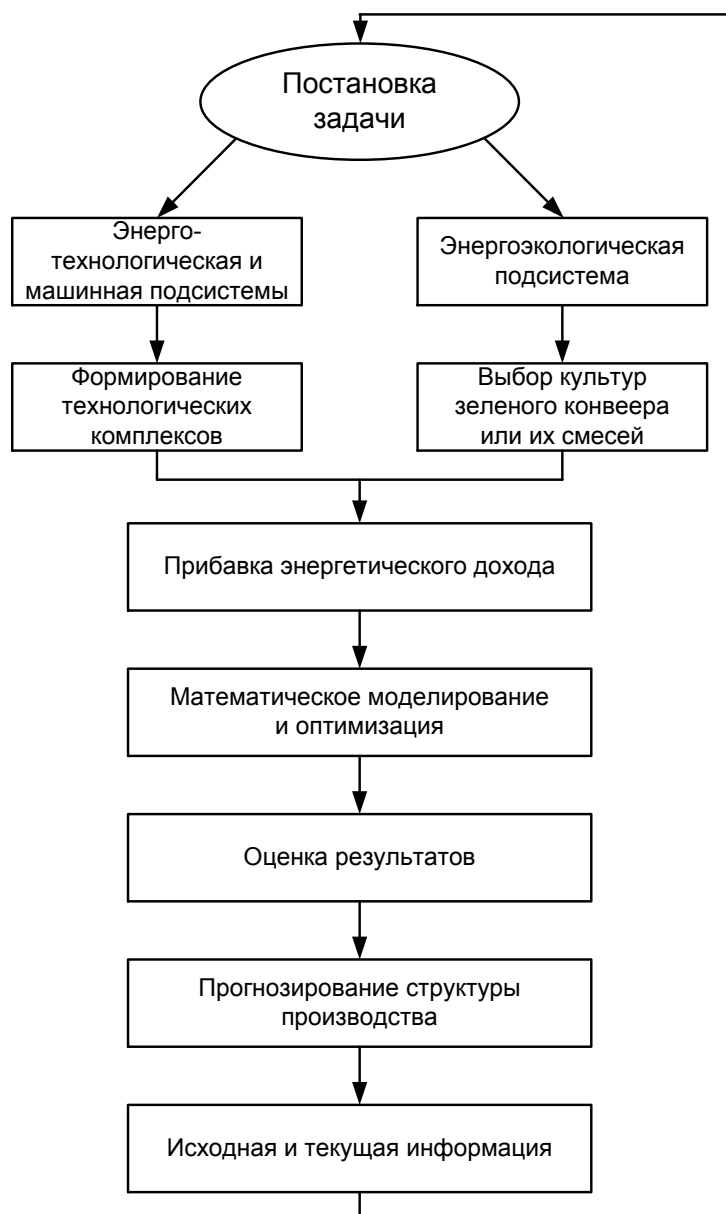 Постановка
задачи
Энерго-
технологическая и
машинная подсистемы
Энергоэкологическая
подсистема
Формирование
технологических
комплексов
Выбор культур
зеленого конвеера
или их смесей
Прибавка энергетического дохода
Математическое моделирование
и оптимизация
Оценка результатов
Прогнозирование структуры
производства
Исходная и текущая информация